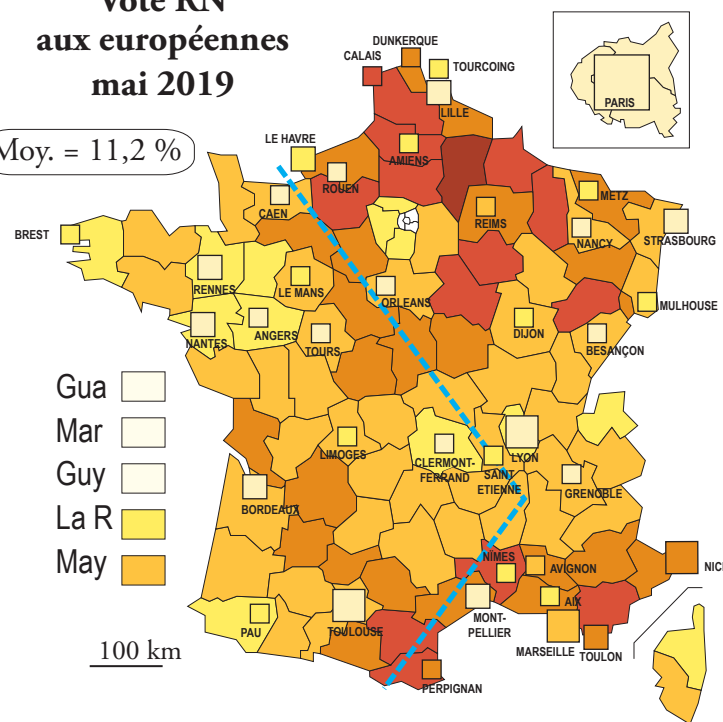 Vote RN
aux européennes
mai 2019
Moy. = 11,2 %
DUNKERQUE
CALAIS
TOURCOING
LILLE
PARIS
LE HAVRE
AMIENS
ROUEN
CAEN
REIMS
METZ
NANCY
STRASBOURG
BREST
RENNES
LE MANS
ORLEANS
MULHOUSE
NANTES
ANGERS
TOURS
DIJON
BESANÇON
Gua
Mar
Guy
La R
May
LIMOGES
CLERMONT-
FERRAND
LYON
SAINT
ETIENNE
GRENOBLE
BORDEAUX
NÎMES
AVIGNON
NIC
AIX
PAU
TOULOUSE
MONT-
PELLIER
MARSEILLE
TOULON
100 km
PERPIGNAN